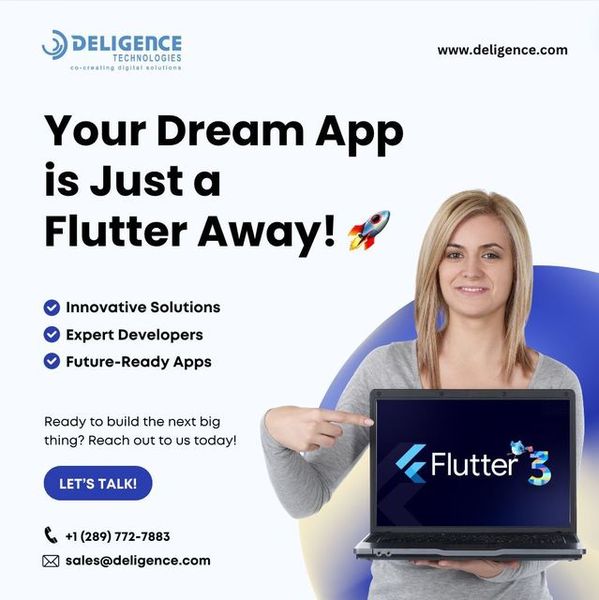 DELIGENCE
TECHNOLOGIES
co-creating digital solutions
www.deligence.com
Your Dream App
is Just a
Flutter Away!
Innovative Solutions
Expert Developers
Future-Ready Apps
Ready to build the next big
thing? Reach out to us today!
LET'S TALK!
+1 (289) 772-7883
sales@deligence.com
Flutter 3